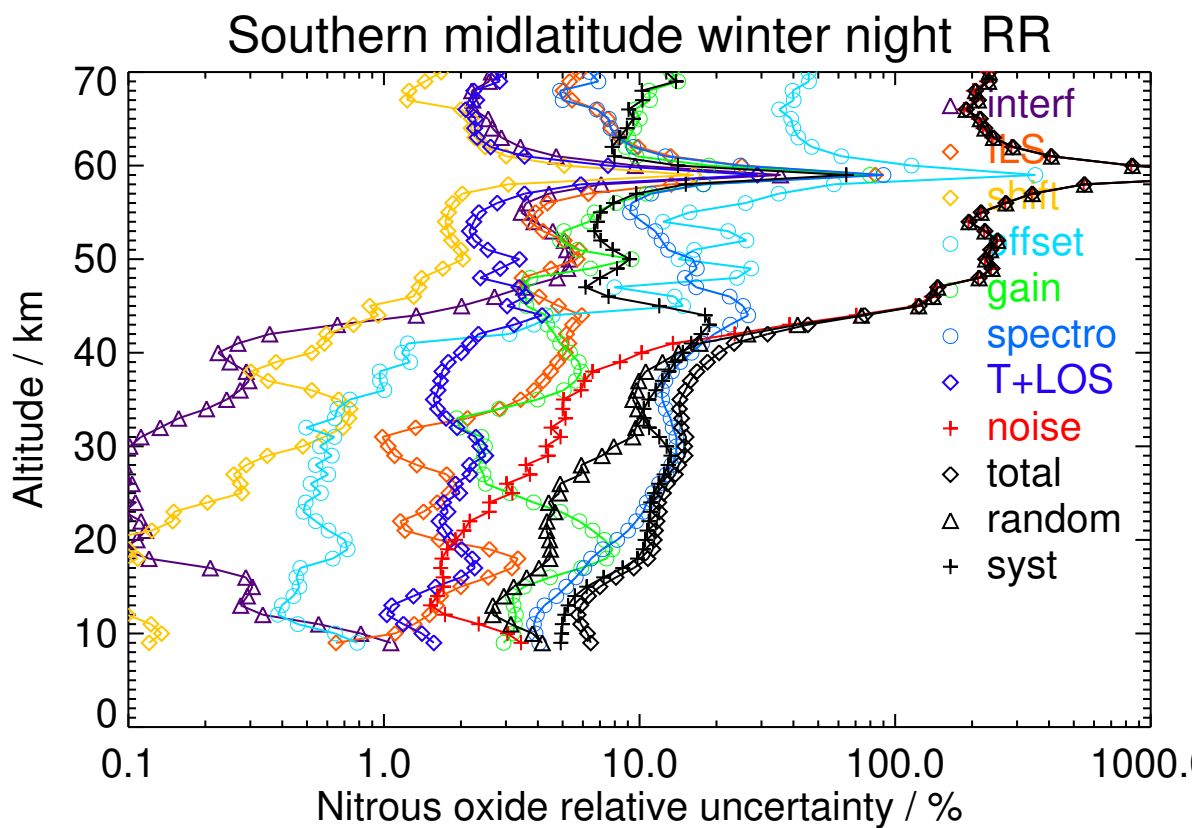 Southern midlatitude winter night RR
70
60
50
40
30
20
10
0
Altitude / km
interf
ILS
shift
offset
gain
spectro
T+LOS
noise
total
random
syst
0.1 1.0 10.0 100.0 1000.0
Nitrous oxide relative uncertainty / %